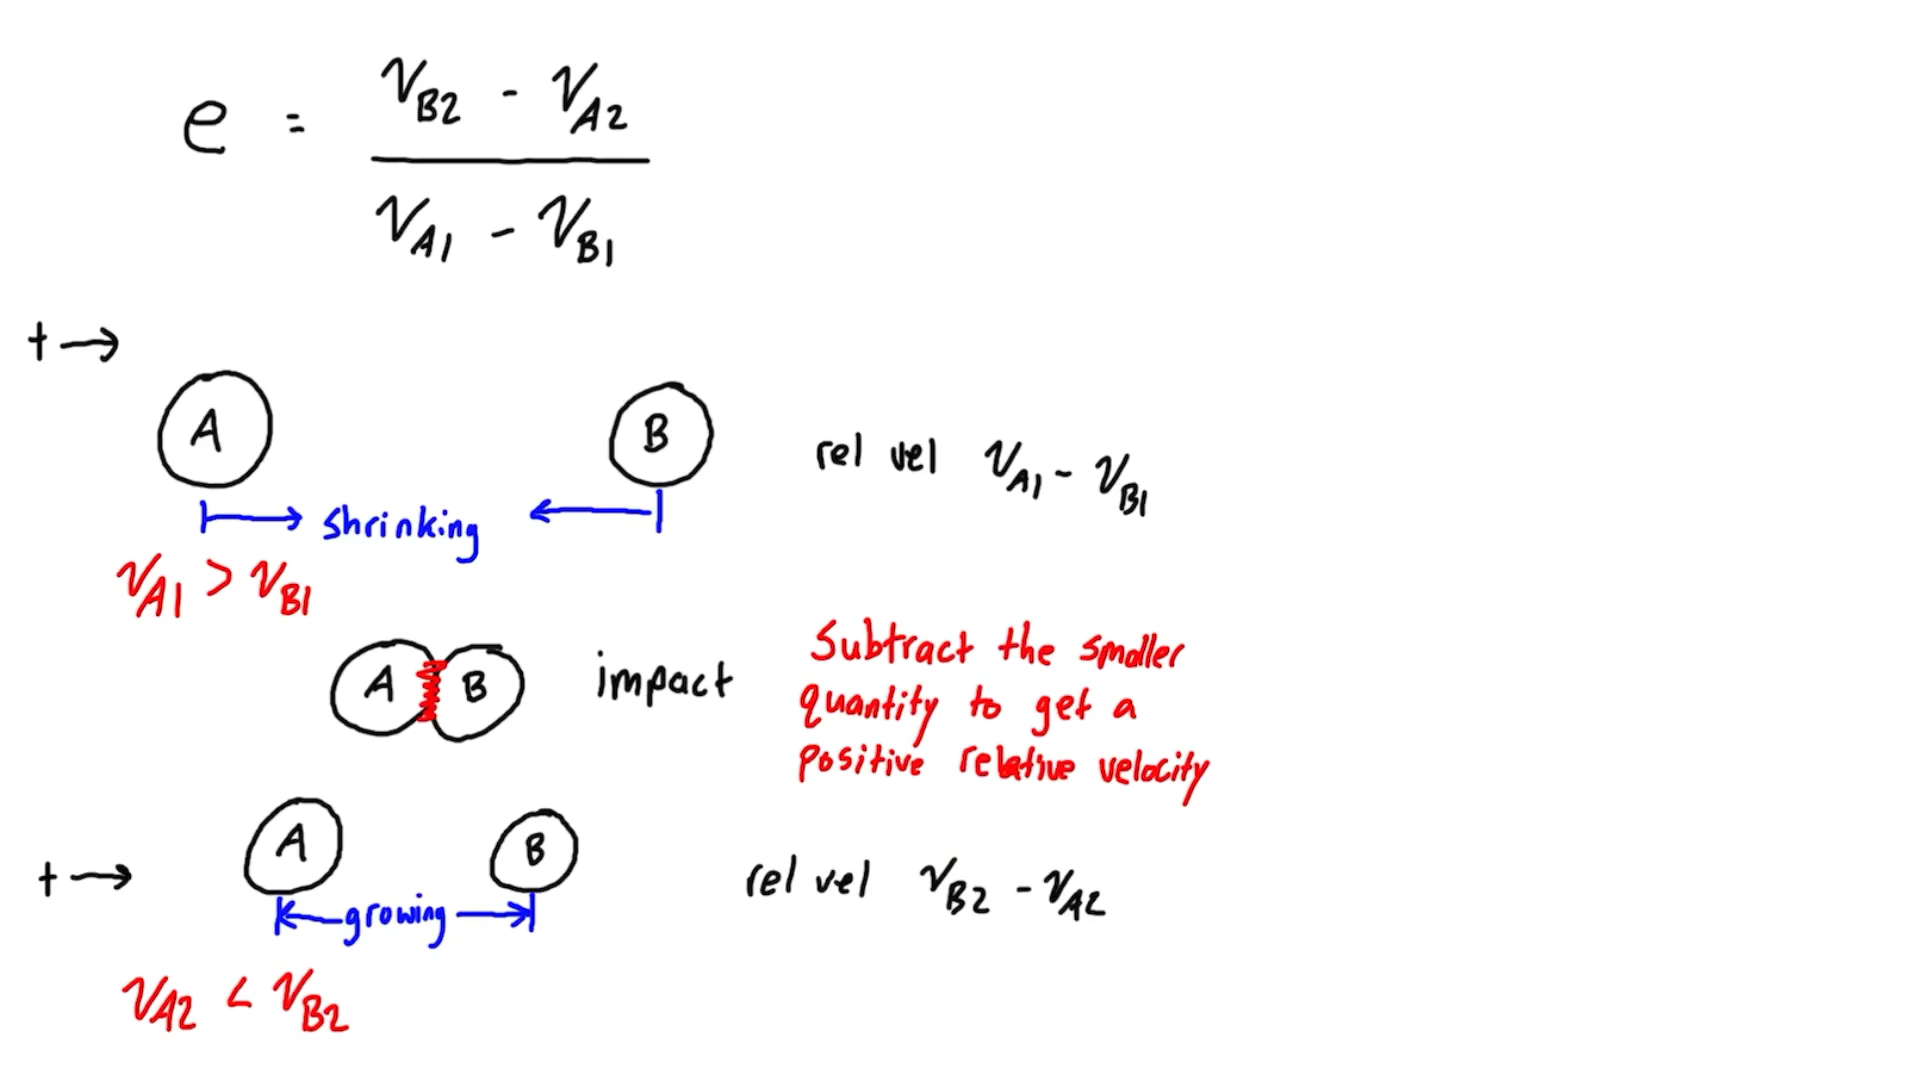 e = (v_B2 - v_A2) / (v_A1 - v_B1)
+ →
A B
rel vel v_A1 - v_B1
shrinking
v_A1 > v_B1
A B
impact
Subtract the smaller
quantity to get a
positive relative velocity
A B
+ →
rel vel v_B2 - v_A2
growing
v_A2 < v_B2